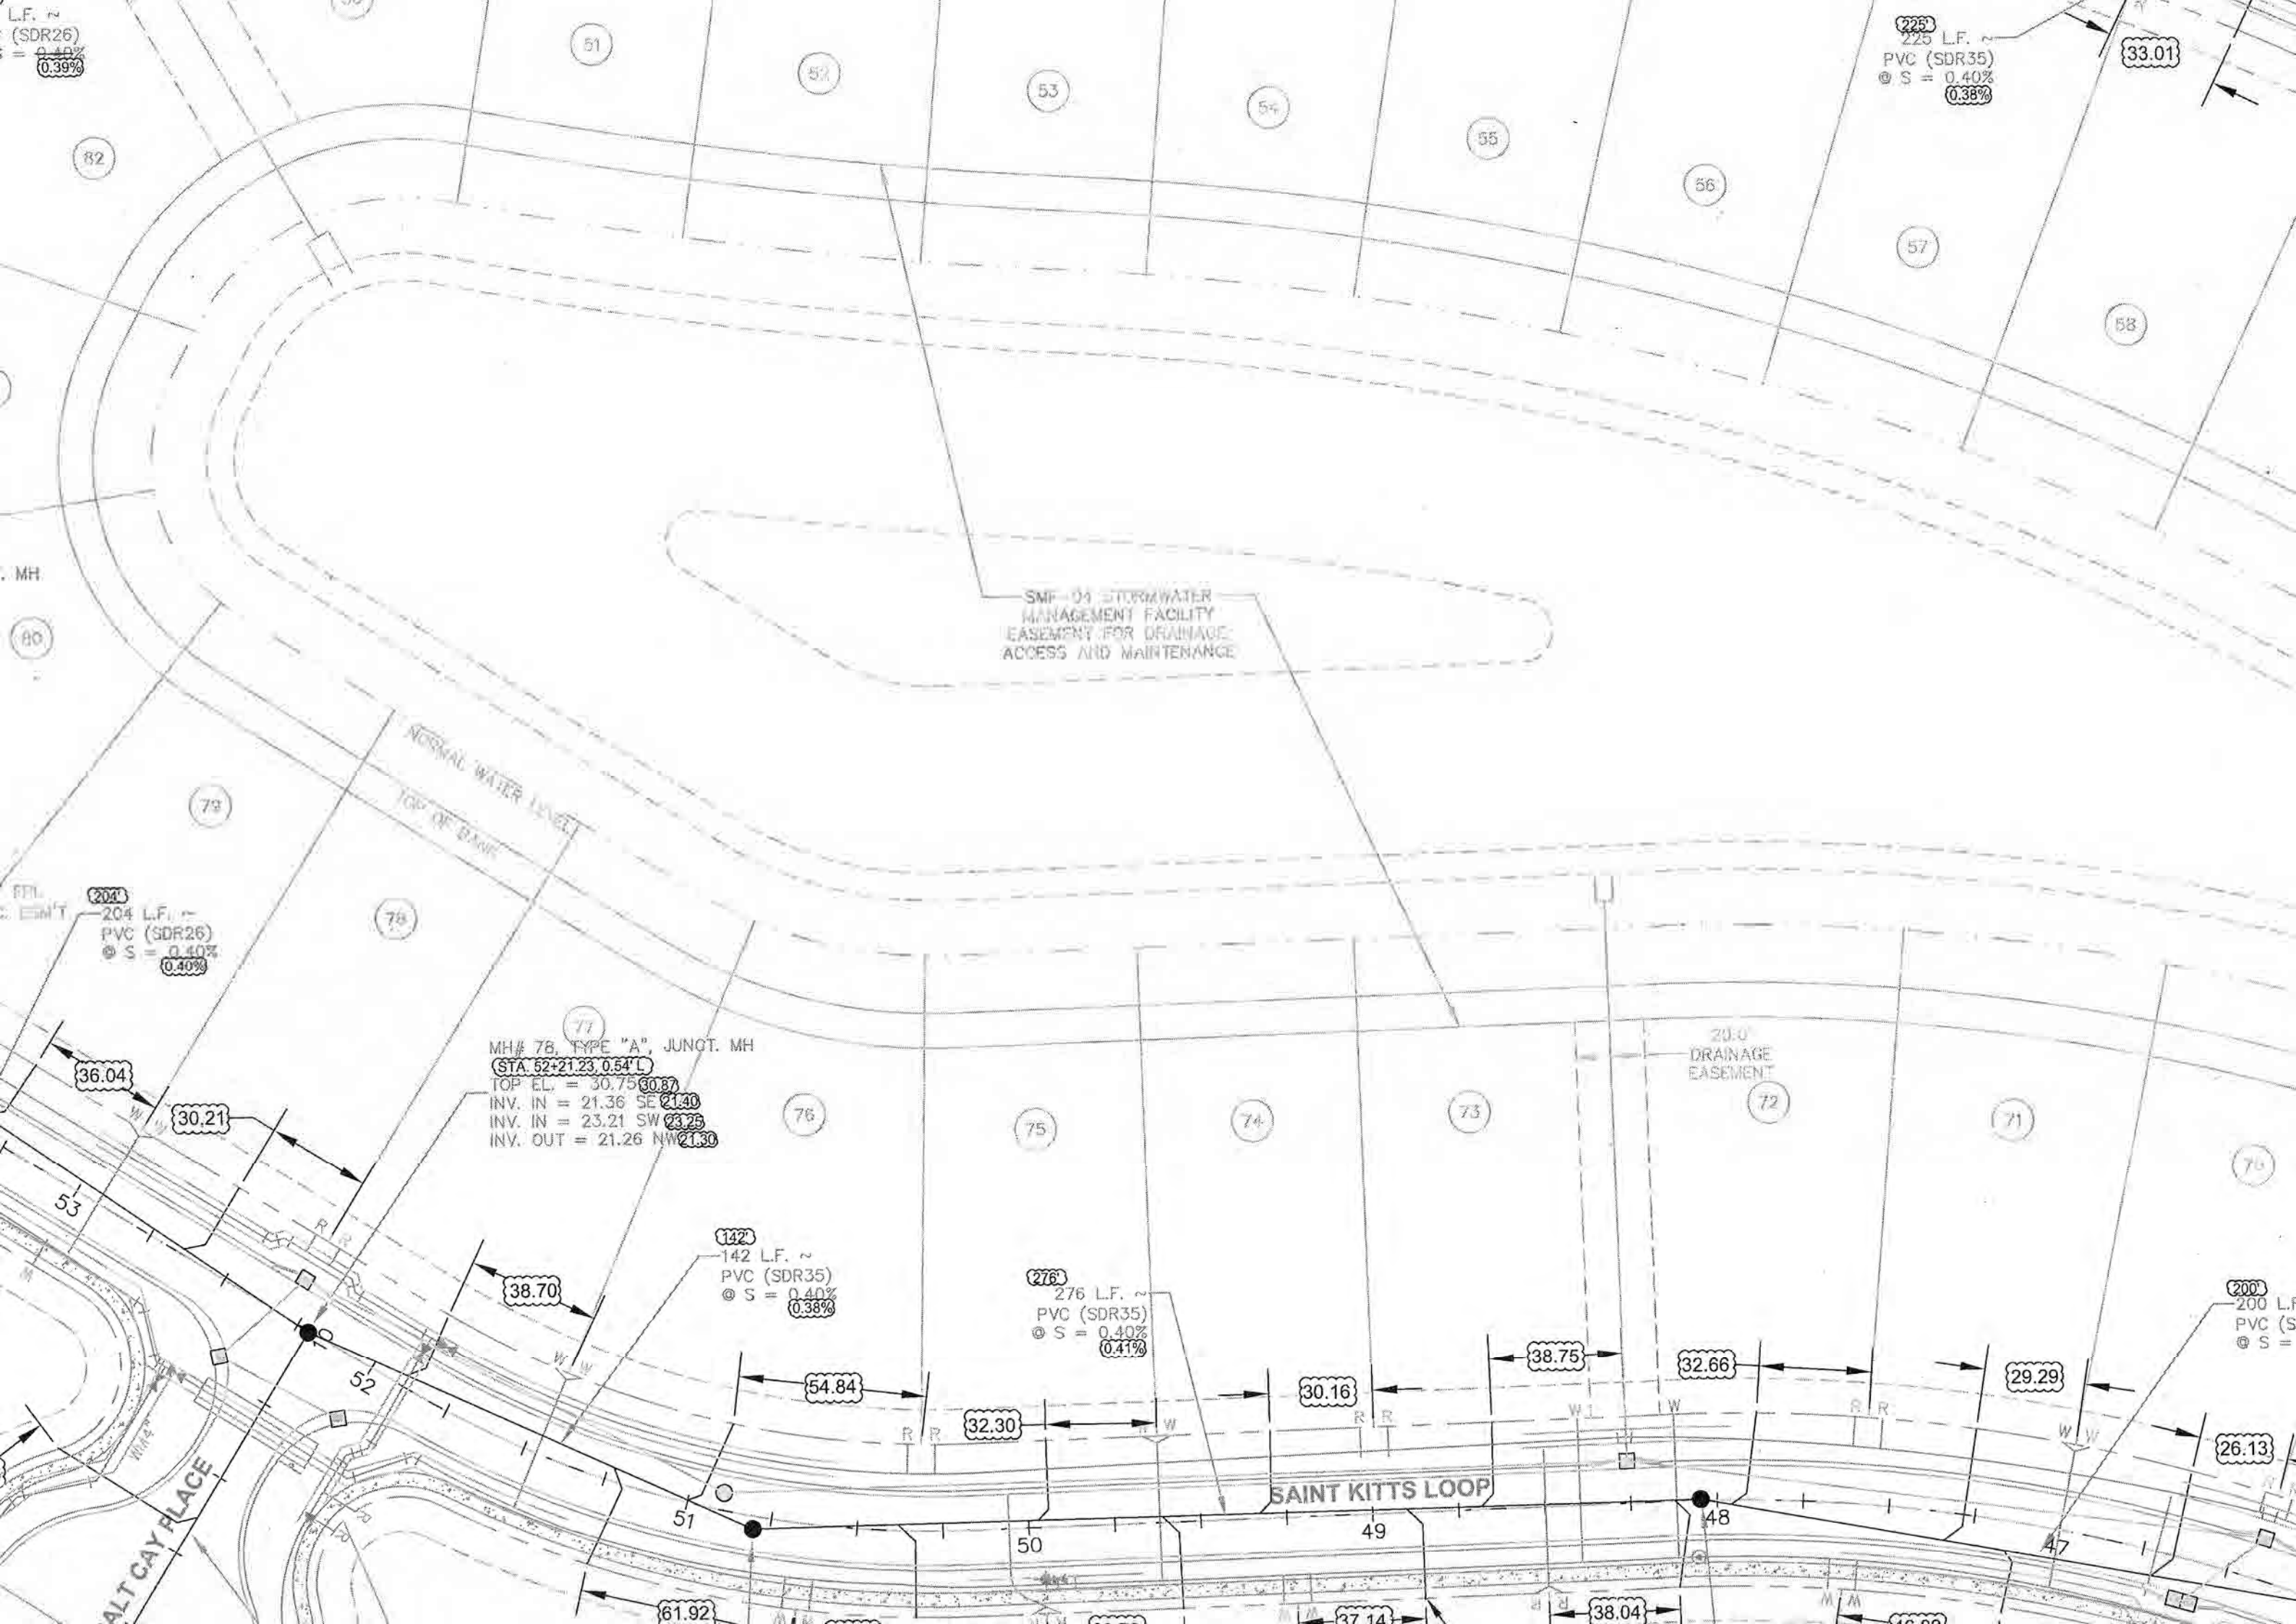 L.F. ~
(SDR26)
= 0.40%
0.39%
51
52
53
54
55
56
57
58
82
225'
225 L.F. ~
PVC (SDR35)
@ S = 0.40%
0.38%
33.01
R
MH
80
SMF-04 STORMWATER
MANAGEMENT FACILITY
EASEMENT FOR DRAINAGE
ACCESS AND MAINTENANCE
NORMAL WATER LEVEL
TOP OF BANK
79
78
77
76
75
74
73
72
71
70
204'
204 L.F. ~
PVC (SDR26)
@ S = 0.40%
0.40%
ESM'T
MH# 78, TYPE "A", JUNCT. MH
STA. 52+21.23, 0.54' L
TOP EL. = 30.75 30.87
INV. IN = 21.36 SE 21.40
INV. IN = 23.21 SW 23.25
INV. OUT = 21.26 NW 21.30
20.0'
DRAINAGE
EASEMENT
36.04
30.21
W
W
R
R
53
52
51
50
49
48
47
0
142'
142 L.F. ~
PVC (SDR35)
@ S = 0.40%
0.38%
276'
276 L.F. ~
PVC (SDR35)
@ S = 0.40%
0.41%
200'
200 L.F
PVC (S
@ S =
38.70
54.84
32.30
30.16
38.75
32.66
29.29
26.13
W W
R R
W
R R
W
W
R R
W W
SAINT KITTS LOOP
ALT CAY PLACE
61.92
37.14
38.04